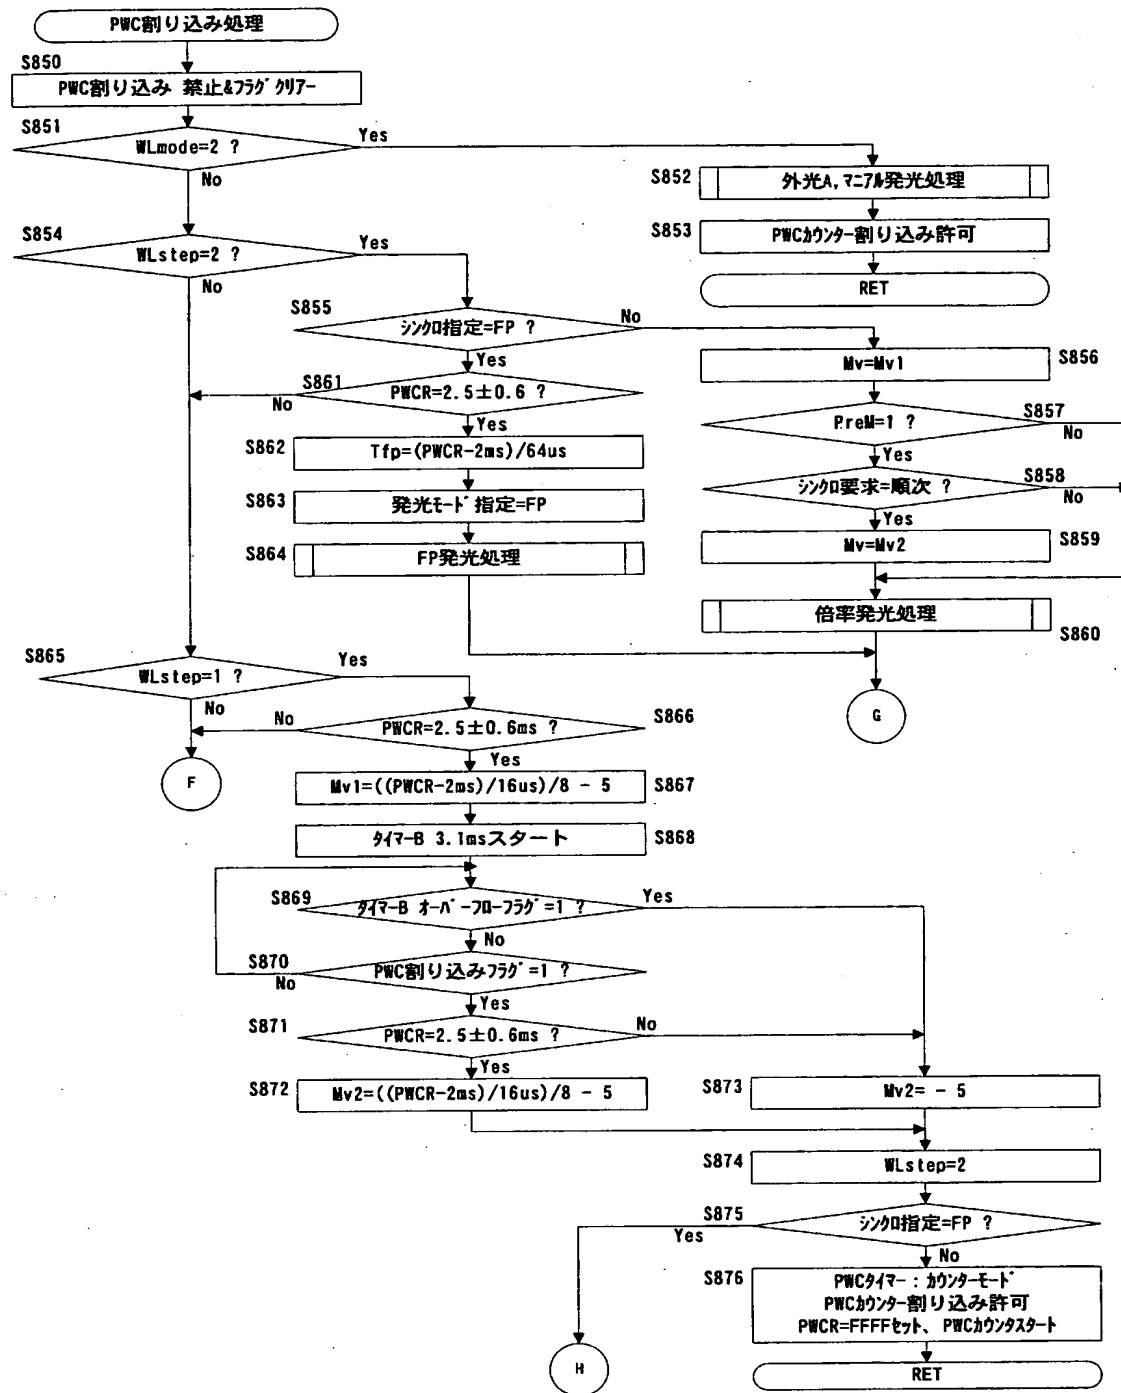 PWC割り込み処理
S850
PWC割り込み 禁止&ﾌﾗｸﾞｸﾘｱｰ
S851
WLmode=2 ?
Yes
No
S852
外光A,ﾏﾆｱﾙ発光処理
S853
PWCｶｳﾝﾀｰ割り込み許可
RET
S854
WLstep=2 ?
Yes
No
S855
ｼﾝｸﾛ指定=FP ?
No
Yes
S856
Mv=Mv1
S861
PWCR=2.5±0.6 ?
No
Yes
S857
PreM=1 ?
No
Yes
S862
Tfp=(PWCR-2ms)/64us
S858
ｼﾝｸﾛ要求=順次 ?
No
Yes
S863
発光ﾓｰﾄﾞ指定=FP
S859
Mv=Mv2
S864
FP発光処理
倍率発光処理
S860
S865
WLstep=1 ?
Yes
No
G
S866
PWCR=2.5±0.6ms ?
No
Yes
F
Mv1=((PWCR-2ms)/16us)/8 - 5
S867
ﾀｲﾏｰB 3.1msスタート
S868
S869
ﾀｲﾏｰB ｵｰﾊﾞｰﾌﾛｰﾌﾗｸﾞ=1 ?
Yes
No
S870
PWC割り込みﾌﾗｸﾞ=1 ?
No
Yes
S871
PWCR=2.5±0.6ms ?
No
Yes
S872
Mv2=((PWCR-2ms)/16us)/8 - 5
S873
Mv2= - 5
S874
WLstep=2
S875
ｼﾝｸﾛ指定=FP ?
Yes
No
S876
PWCﾀｲﾏｰ : ｶｳﾝﾀｰﾓｰﾄﾞ
PWCｶｳﾝﾀｰ割り込み許可
PWCR=FFFFｾｯﾄ、 PWCｶｳﾝﾀｽﾀｰﾄ
H
RET